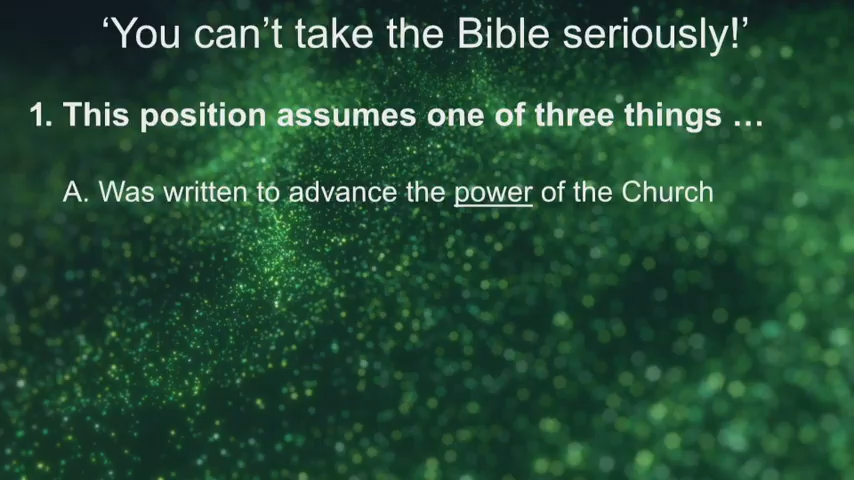 ‘You can’t take the Bible seriously!’
1. This position assumes one of three things …
A. Was written to advance the power of the Church